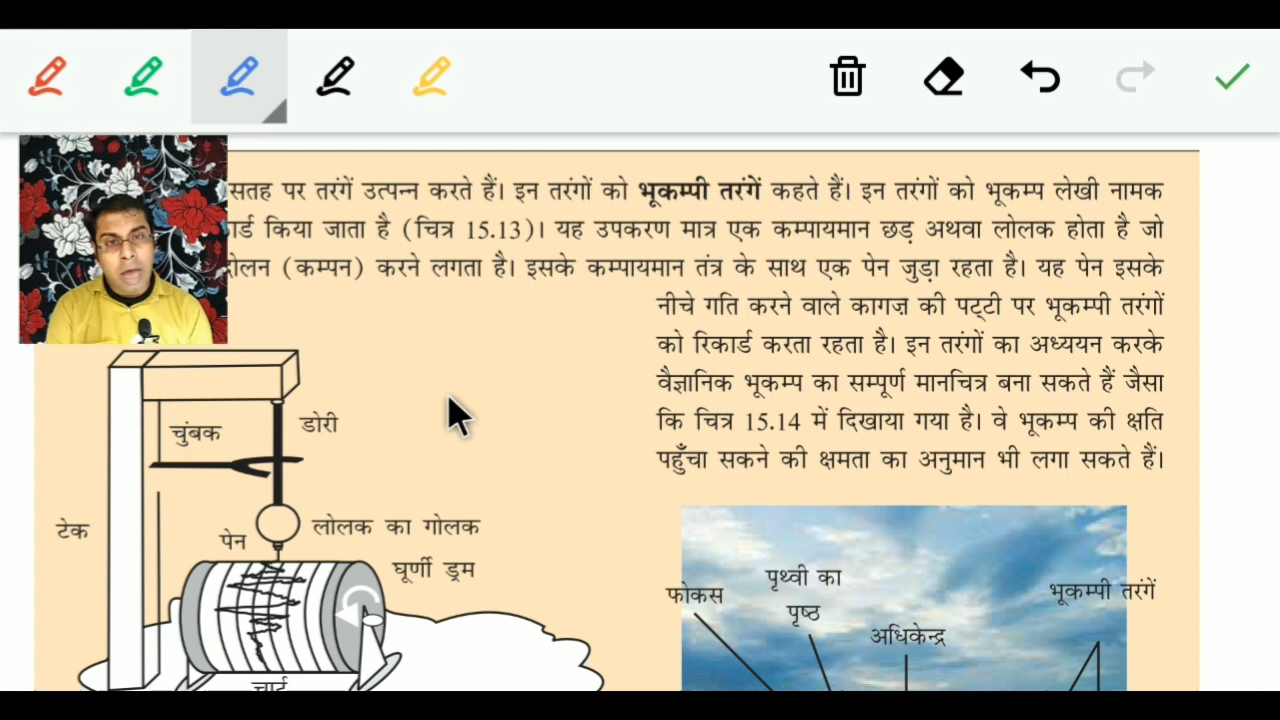 सतह पर तरंगें उत्पन्न करते हैं। इन तरंगों को भूकम्पी तरंगें कहते हैं। इन तरंगों को भूकम्प लेखी नामक
किया जाता है (चित्र 15.13)। यह उपकरण मात्र एक कम्पायमान छड़ अथवा लोलक होता है जो
(कम्पन) करने लगता है। इसके कम्पायमान तंत्र के साथ एक पेन जुड़ा रहता है। यह पेन इसके
नीचे गति करने वाले कागज़ की पट्टी पर भूकम्पी तरंगों
को रिकार्ड करता रहता है। इन तरंगों का अध्ययन करके
वैज्ञानिक भूकम्प का सम्पूर्ण मानचित्र बना सकते हैं जैसा
कि चित्र 15.14 में दिखाया गया है। वे भूकम्प की क्षति
पहुँचा सकने की क्षमता का अनुमान भी लगा सकते हैं।
चुंबक
डोरी
टेक
पेन
लोलक का गोलक
घूर्णी ड्रम
फोकस
पृथ्वी का
पृष्ठ
अधिकेन्द्र
भूकम्पी तरंगें